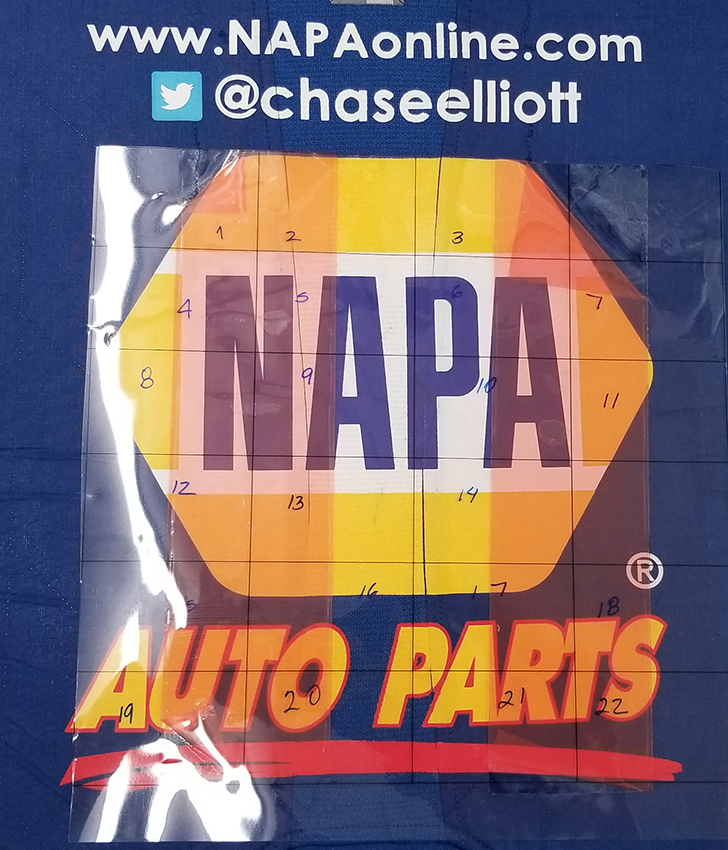 www.NAPAonline.com
@chaseelliott
1 2 3
4 5 6 7
NAPA
8 9 10 11
12 13 14
®
16 17 18
AUTO PARTS
19 20 21 22